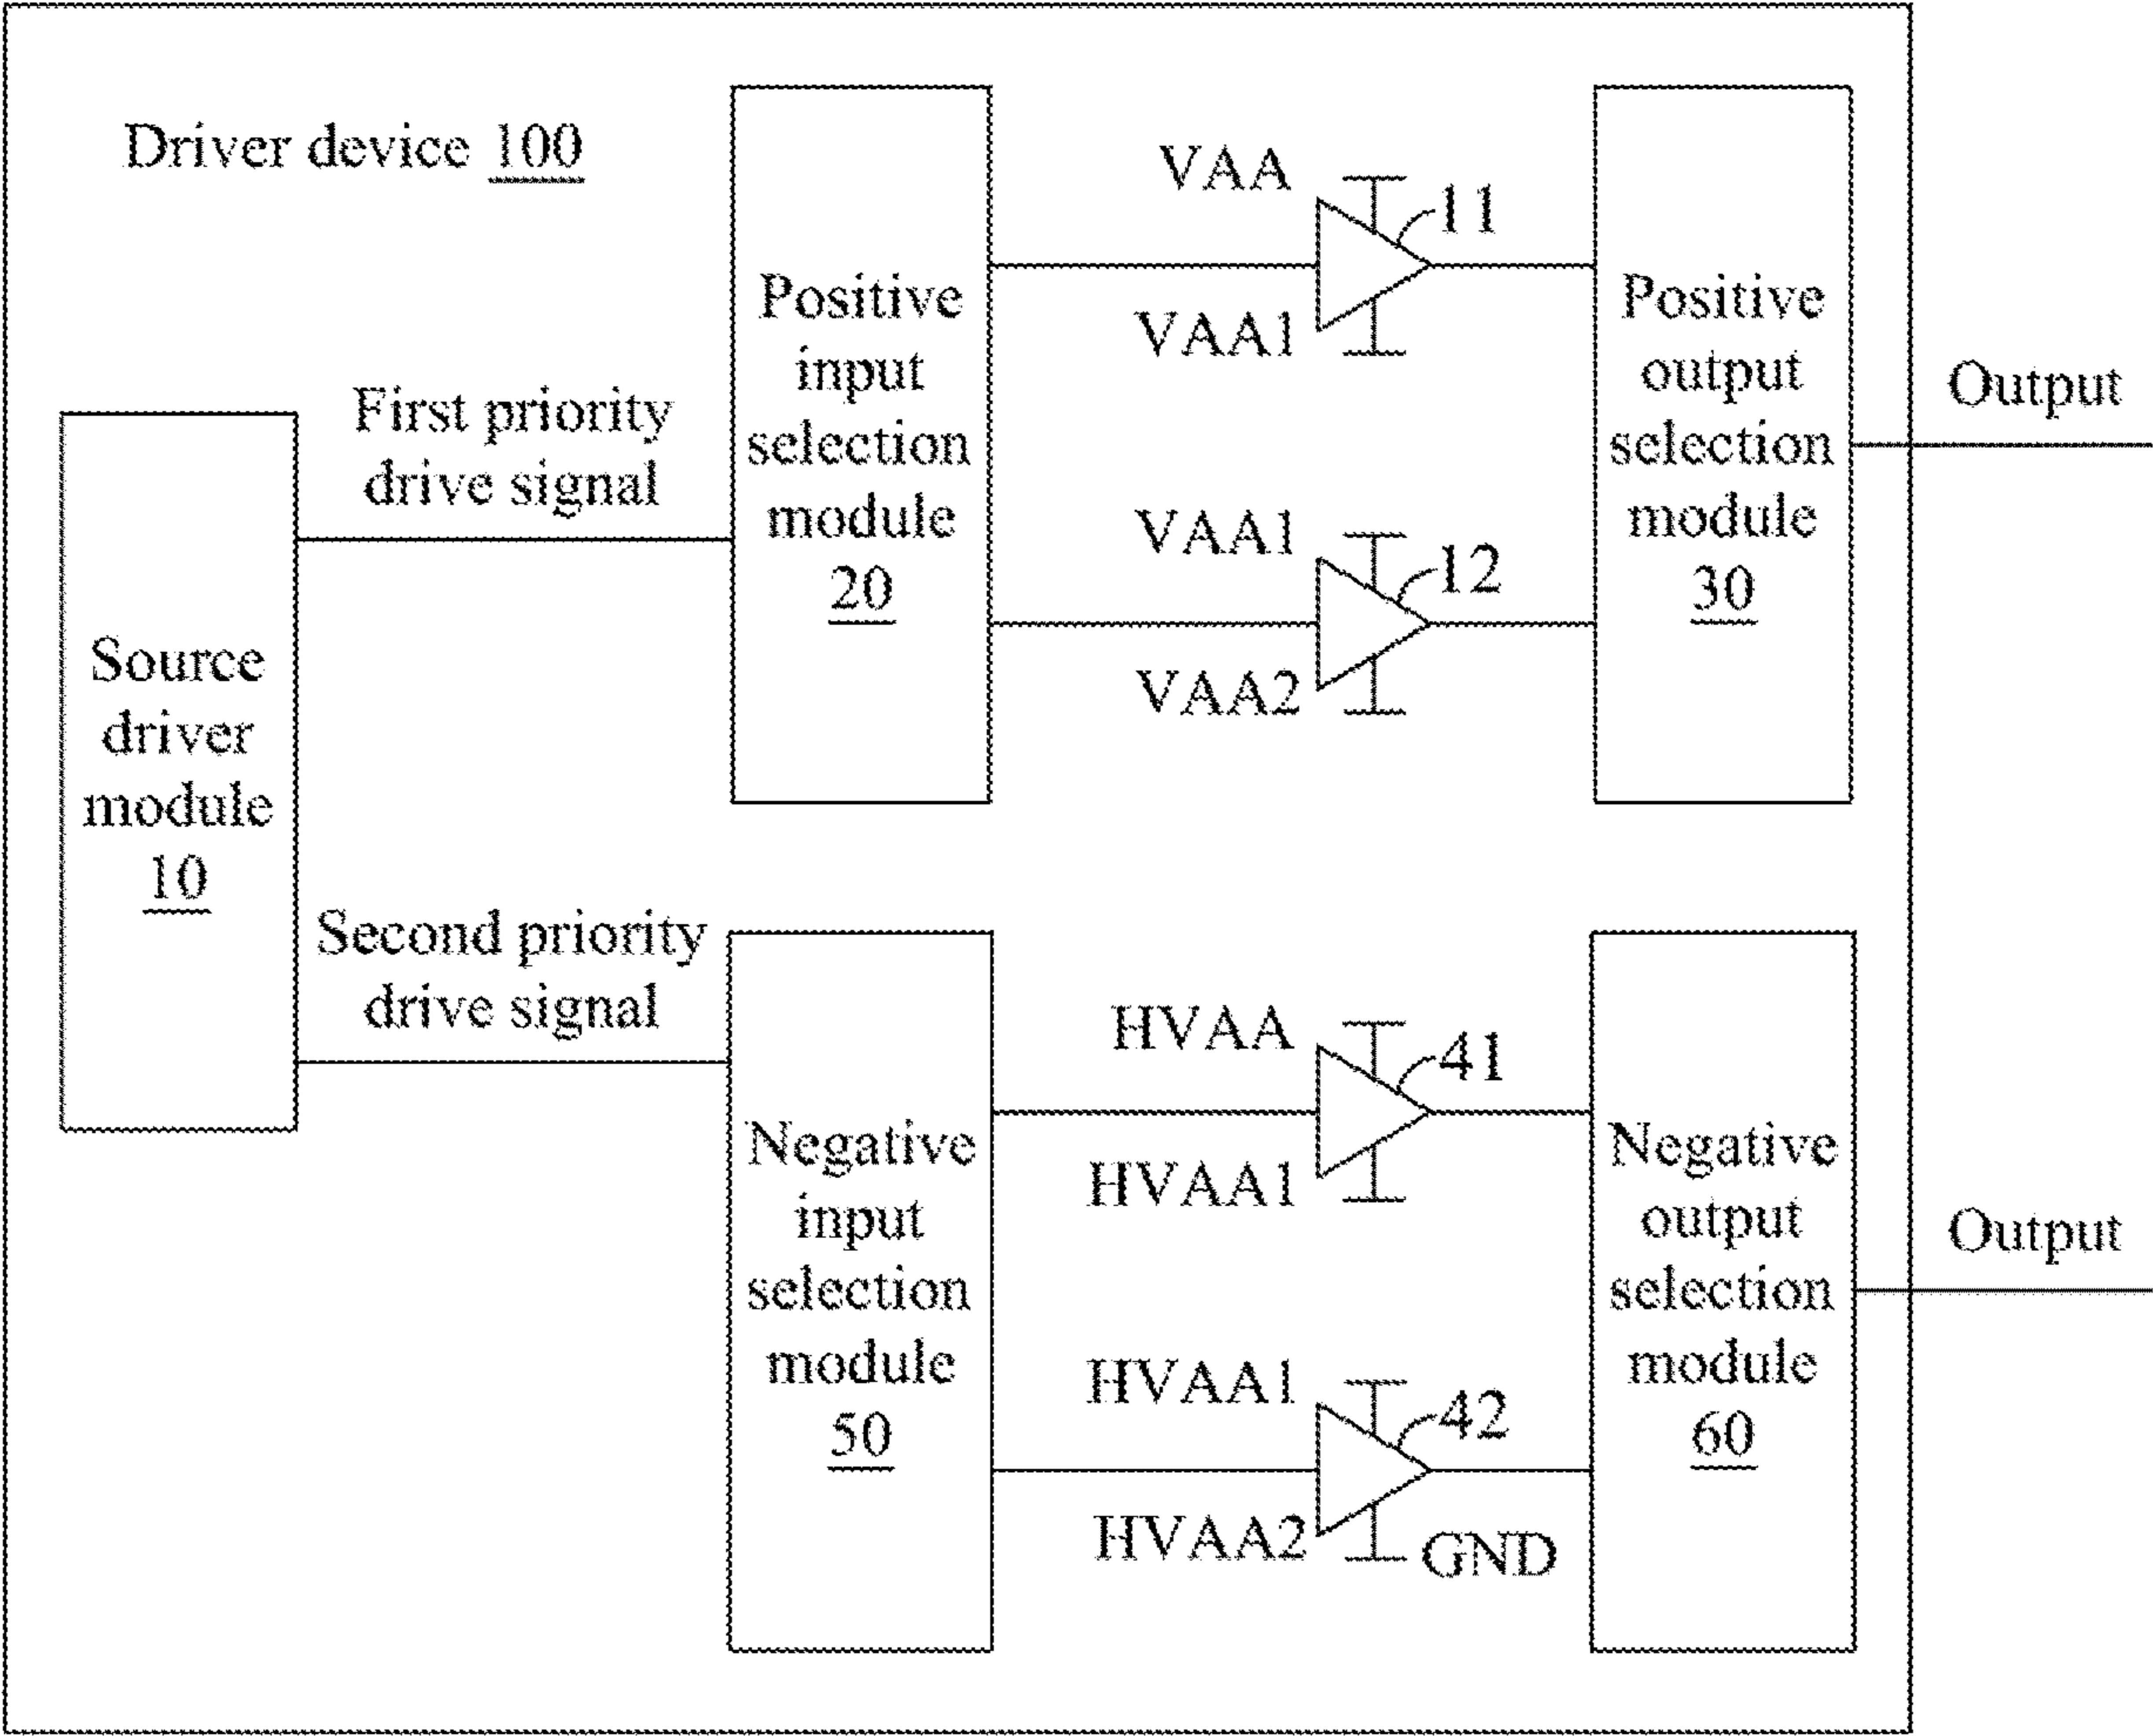 Driver device 100
Source
driver
module
10
First priority
drive signal
Second priority
drive signal
Positive
input
selection
module
20
VAA
11
VAA1
VAA1
12
VAA2
Positive
output
selection
module
30
Output
Negative
input
selection
module
50
HVAA
41
HVAA1
HVAA1
42
HVAA2
GND
Negative
output
selection
module
60
Output